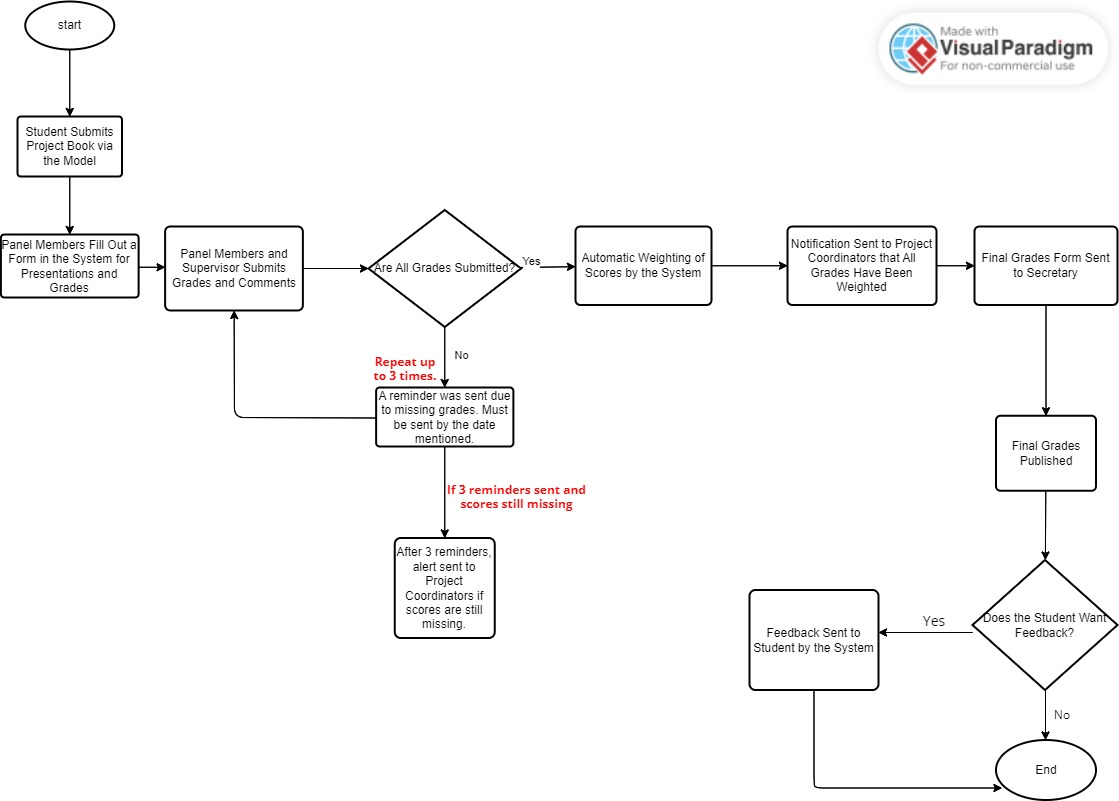 start
Made with
Visual Paradigm
For non-commercial use
Student Submits
Project Book via
the Model
Panel Members Fill Out a
Form in the System for
Presentations and
Grades
Panel Members and
Supervisor Submits
Grades and Comments
Are All Grades Submitted?
Yes
Automatic Weighting of
Scores by the System
Notification Sent to Project
Coordinators that All
Grades Have Been
Weighted
Final Grades Form Sent
to Secretary
No
Repeat up
to 3 times.
A reminder was sent due
to missing grades. Must
be sent by the date
mentioned.
If 3 reminders sent and
scores still missing
After 3 reminders,
alert sent to
Project
Coordinators if
scores are still
missing.
Final Grades
Published
Does the Student Want
Feedback?
Yes
Feedback Sent to
Student by the System
No
End